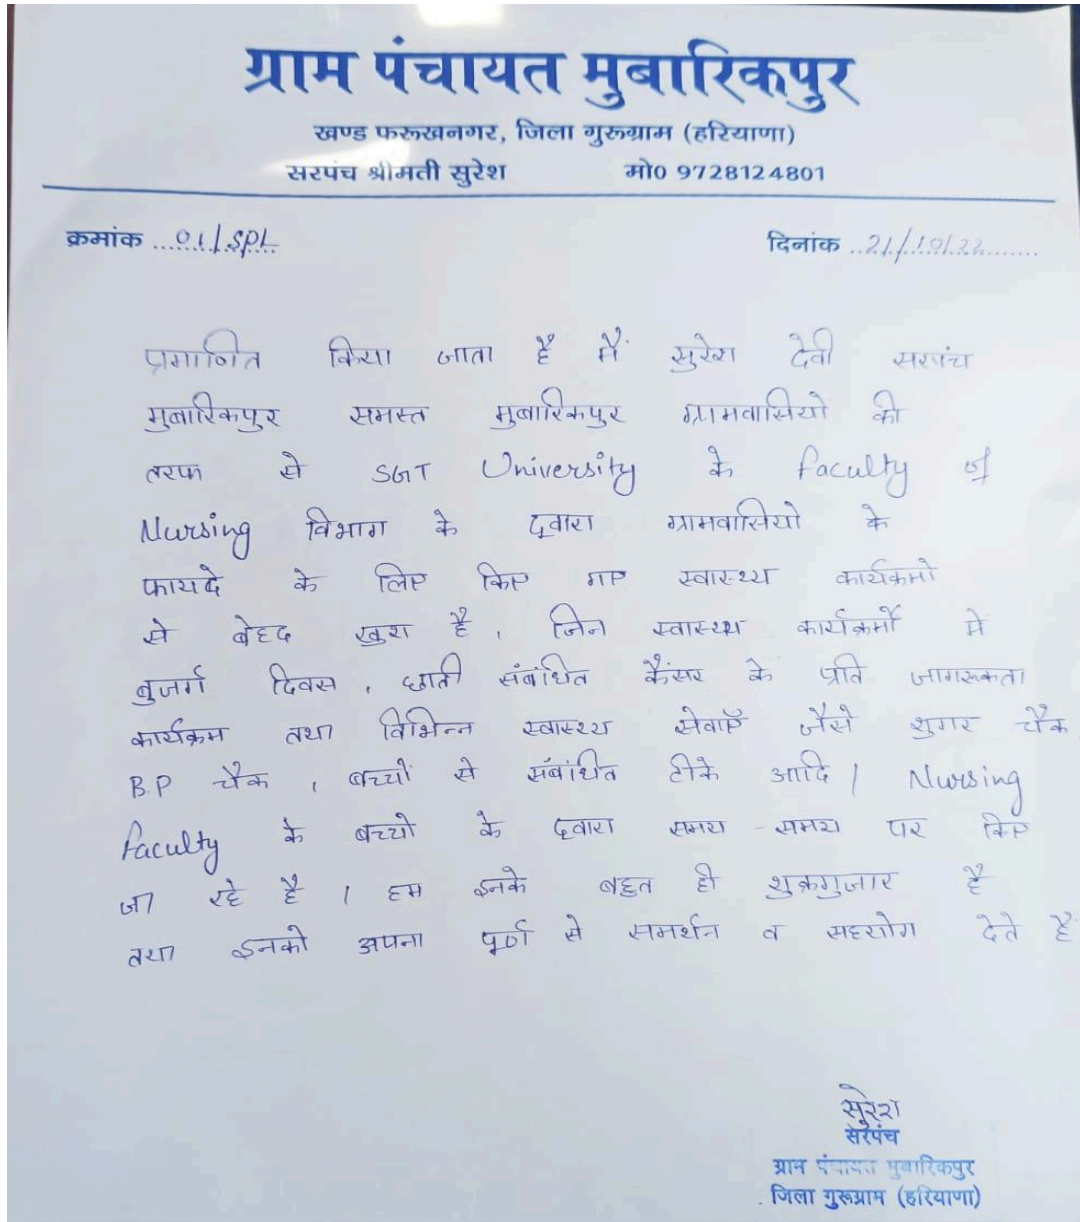 ग्राम पंचायत मुबारिकपुर
खण्ड फरूखनगर, जिला गुरूग्राम (हरियाणा)
सरपंच श्रीमती सुरेश मो0 9728124801
क्रमांक ...01/SPL... दिनांक ..21/10/22.......
प्रमाणित किया जाता है मैं सुरेश देवी सरपंच
मुबारिकपुर समस्त मुबारिकपुर ग्रामवासियो की
तरफ से SGT University के faculty of
Nursing विभाग के द्वारा ग्रामवासियो के
फायदे के लिए किए गए स्वास्थ्य कार्यकमो
से बेहद खुश है , जिन स्वास्थ्य कार्यक्रमों मे
बुजर्ग दिवस , छाती संबंधित कैंसर के प्रति जागरूकता
कार्यक्रम तथा विभिन्न स्वास्थ्य सेवाएँ जैसे शुगर चैक
B.P चैक , बच्चों से संबंधित टीके आदि | Nursing
faculty के बच्चो के द्वारा समय -समय पर किए
जा रहे है । हम इनके बहुत ही शुक्रगुजार है
तथा इनको अपना पूर्ण से समर्थन व सहयोग देते है
सुरेश
सरपंच
ग्राम पंचायत मुबारिकपुर
जिला गुरूग्राम (हरियाणा)